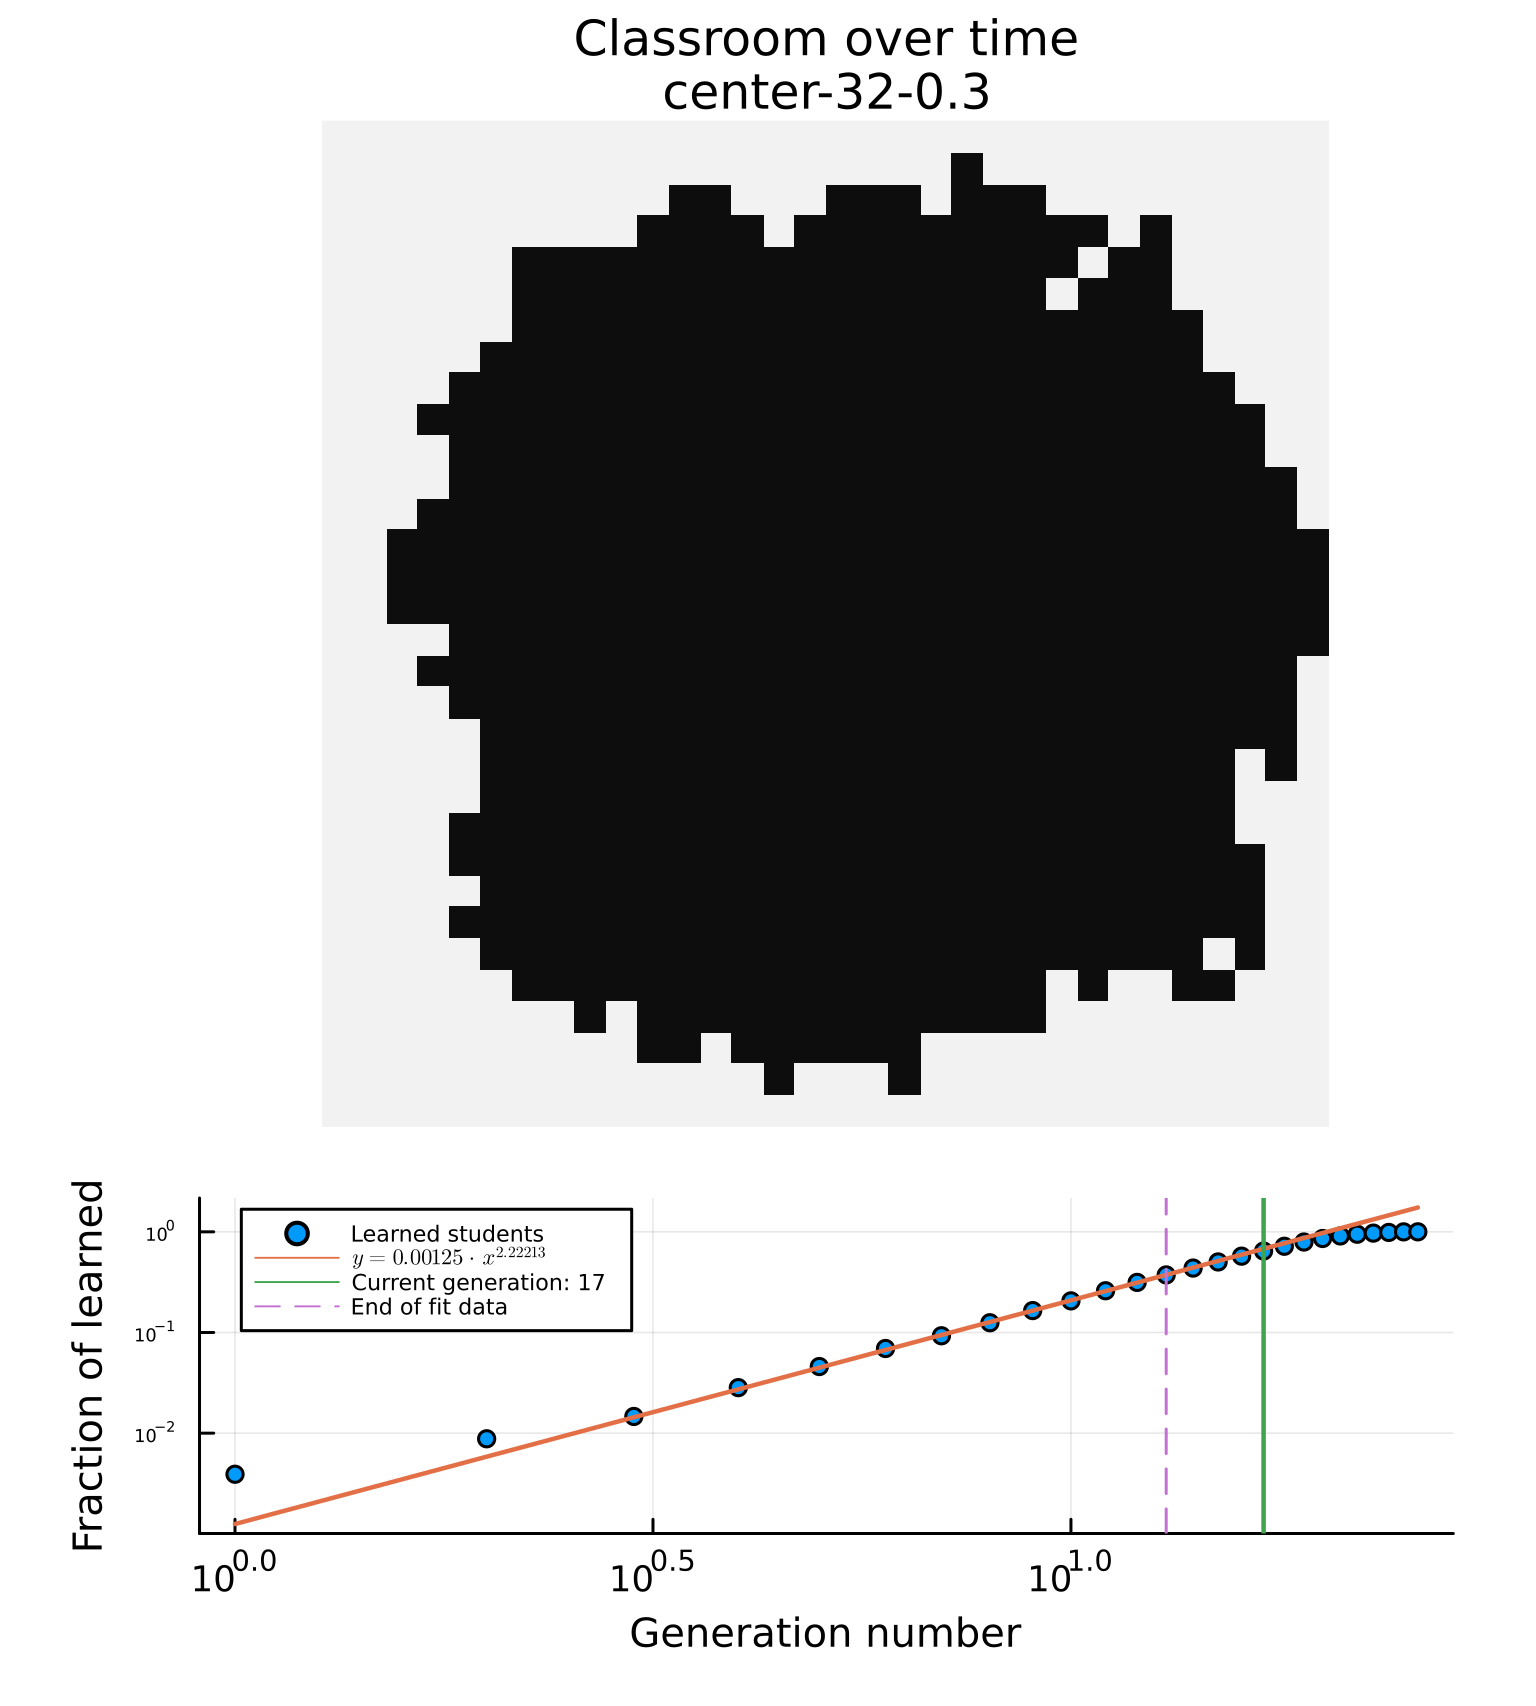 Classroom over time
center-32-0.3
Fraction of learned
10^0
10^-1
10^-2
Learned students
y = 0.00125 · x^2.22213
Current generation: 17
End of fit data
10^0.0 10^0.5 10^1.0
Generation number